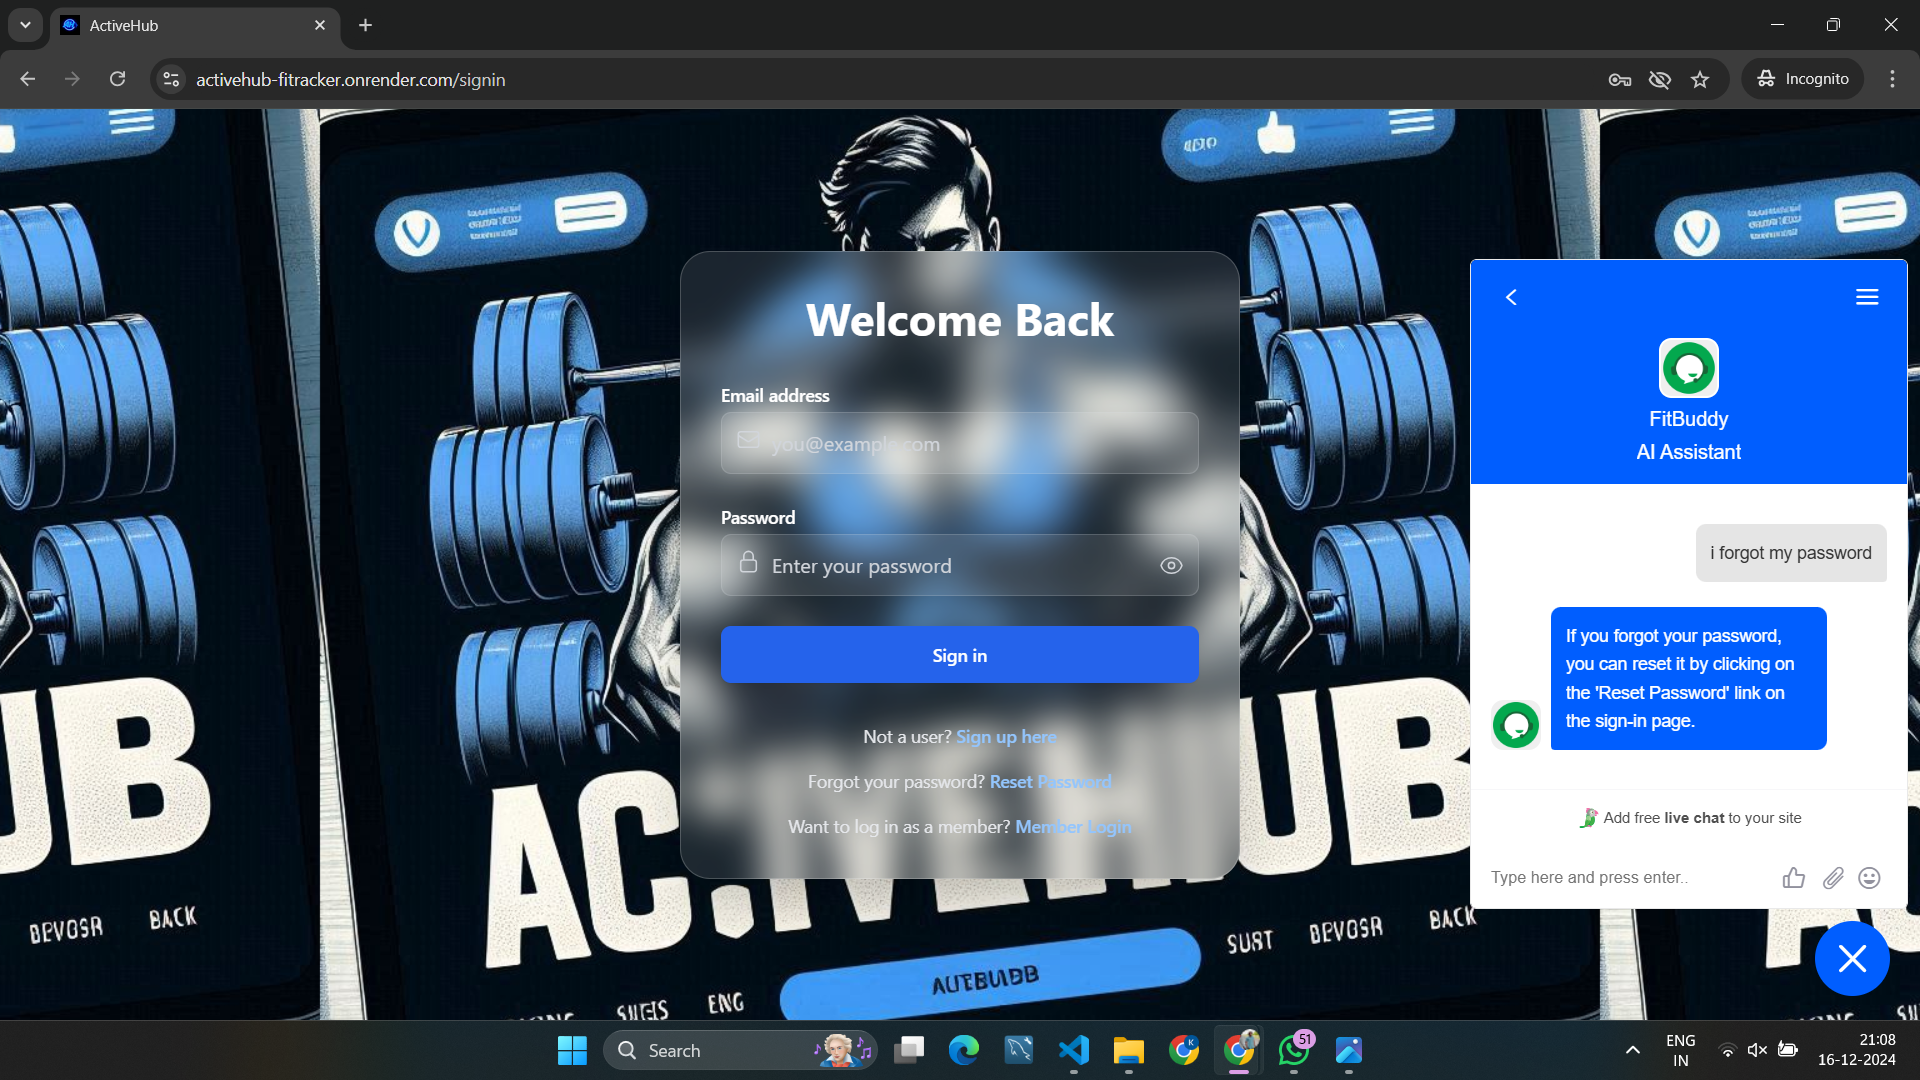 ActiveHub
activehub-fitracker.onrender.com/signin
Incognito
Welcome Back
Email address
you@example.com
Password
Enter your password
Sign in
Not a user? Sign up here
Forgot your password? Reset Password
Want to log in as a member? Member Login
FitBuddy
AI Assistant
i forgot my password
If you forgot your password,
you can reset it by clicking on
the 'Reset Password' link on
the sign-in page.
Add free live chat to your site
Type here and press enter..
UB
UB
BEVOSR BACK
SUST BEVOSR BACK
AUTBUADB
ENG
Search
51
ENG
IN
21:08
16-12-2024